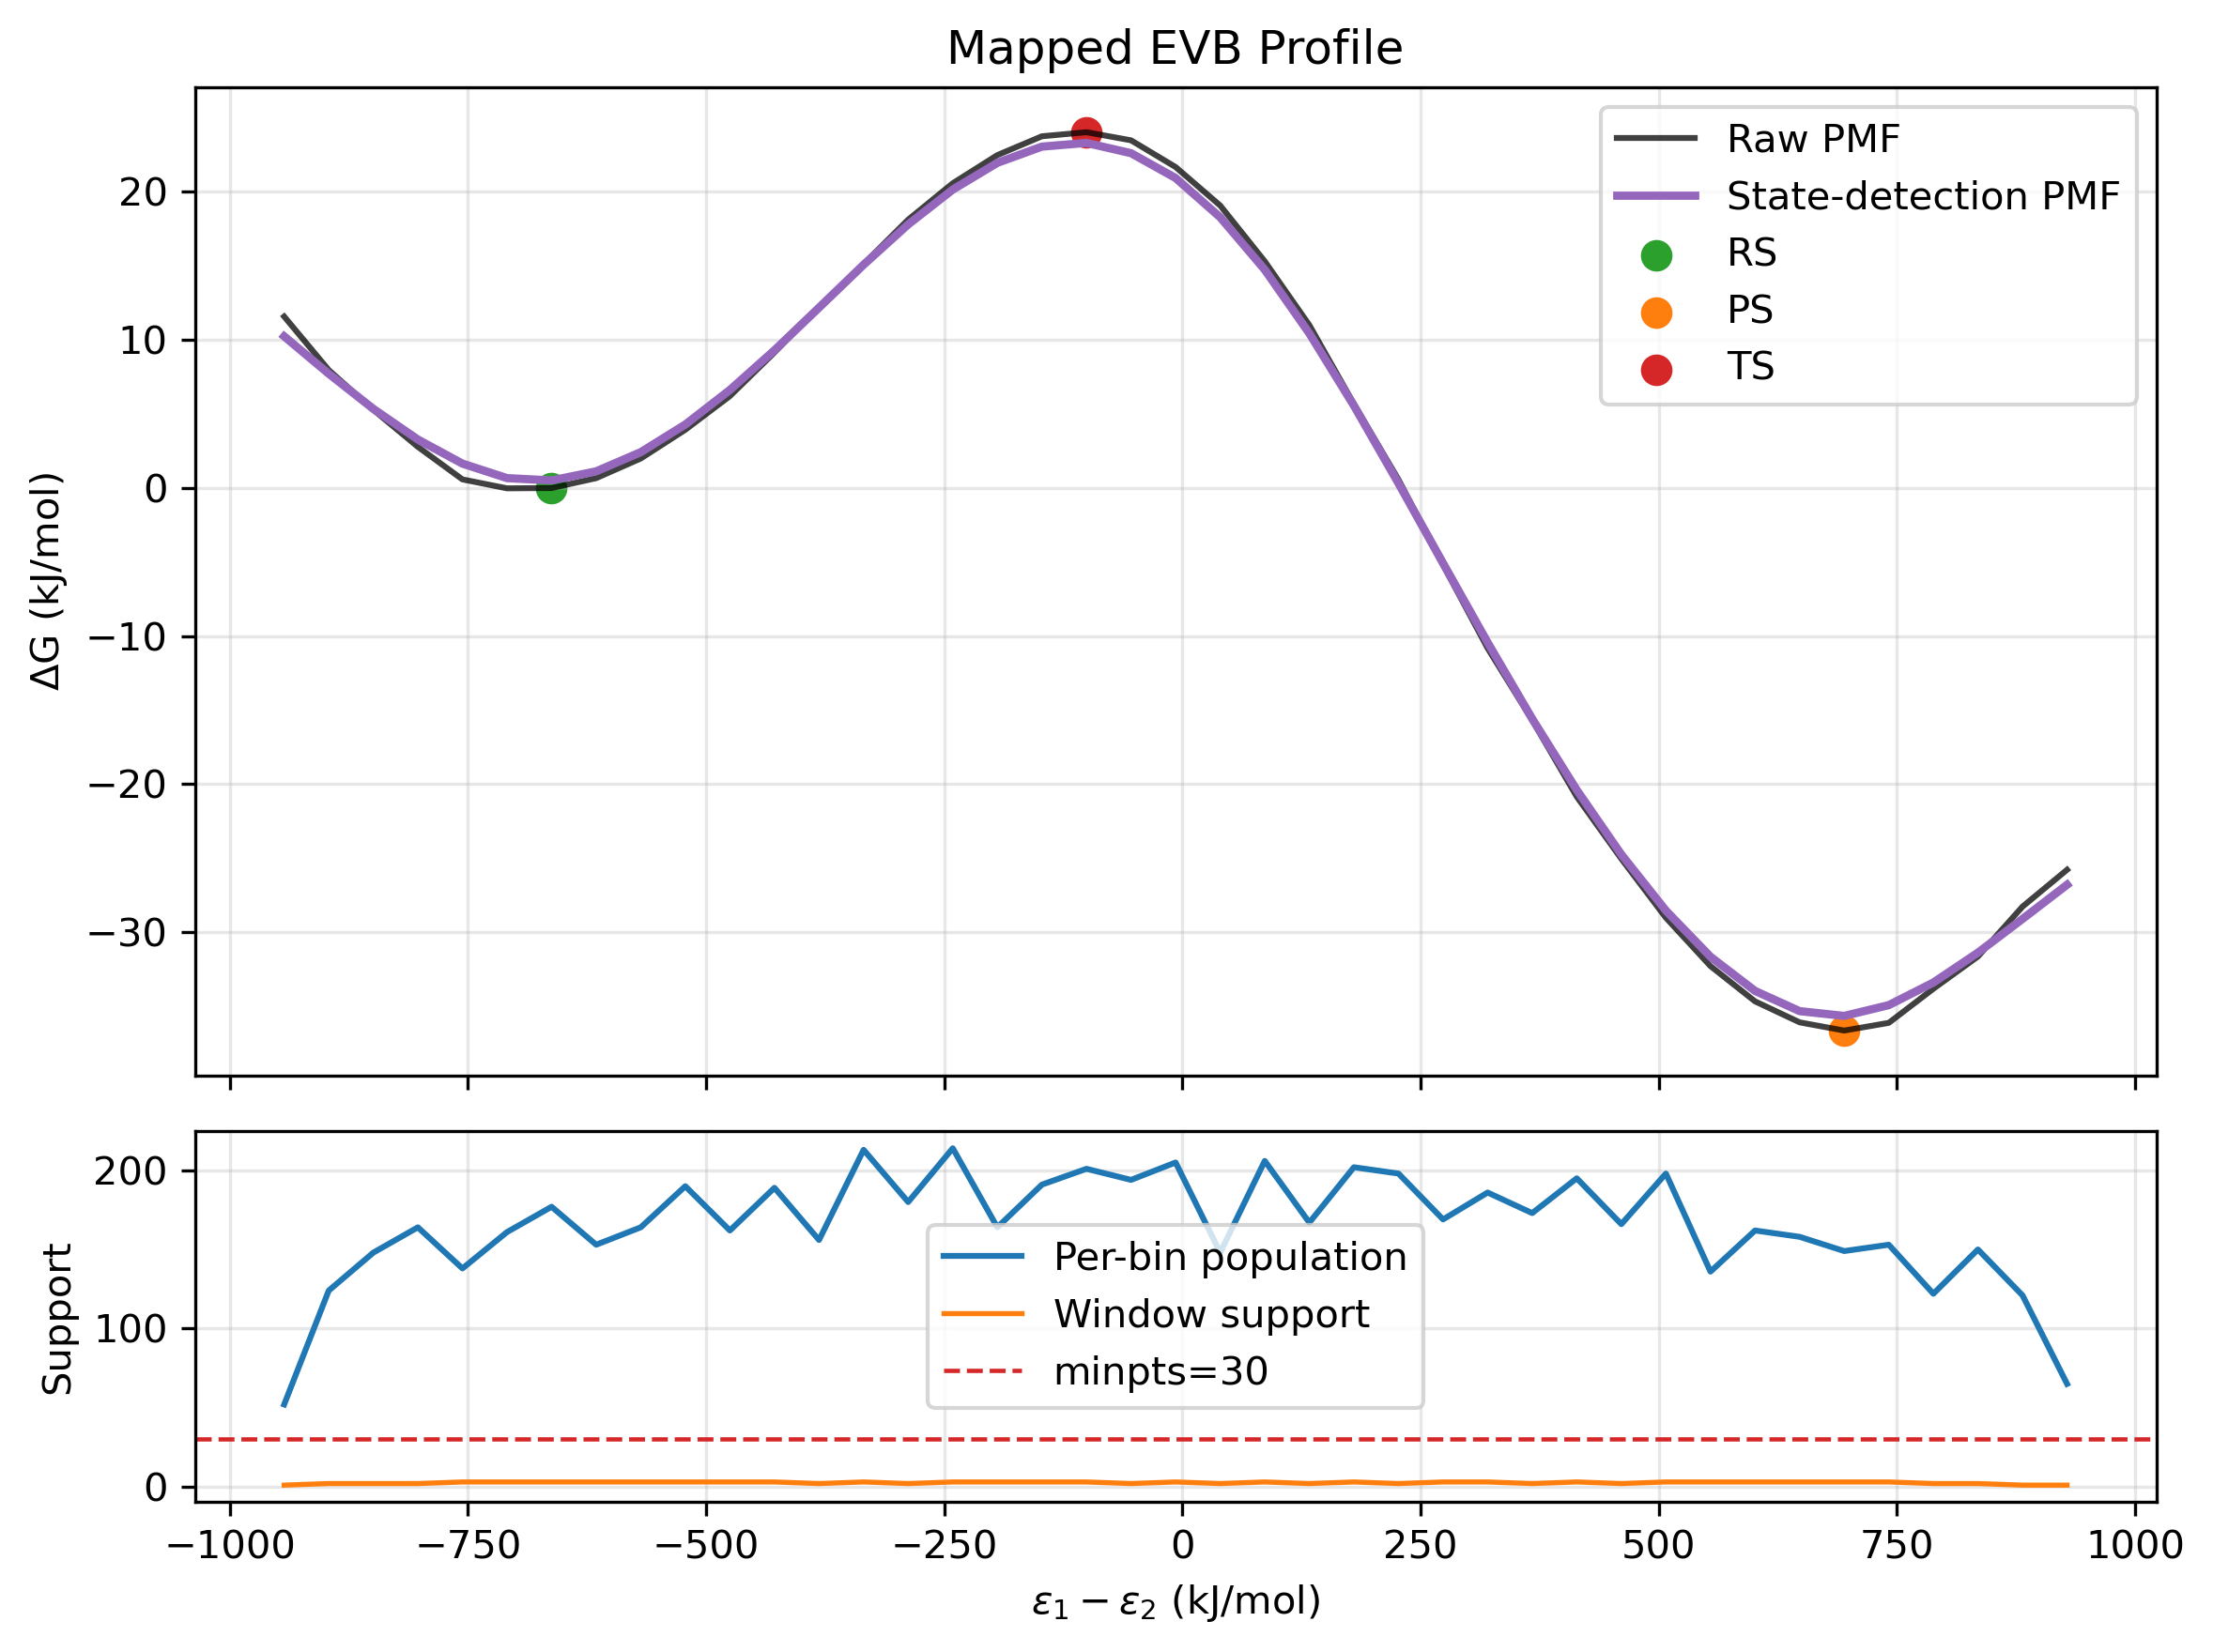 Mapped EVB Profile
Raw PMF
State-detection PMF
RS
PS
TS
20
10
0
−10
−20
−30
ΔG (kJ/mol)
200
100
0
Support
Per-bin population
Window support
minpts=30
−1000 −750 −500 −250 0 250 500 750 1000
ε₁ − ε₂ (kJ/mol)